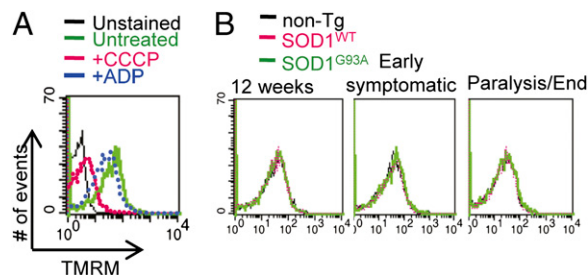 A
Unstained
Untreated
+CCCP
+ADP
70
0
# of events
10⁰ 10⁴
TMRM
B
non-Tg
SOD1ᵂᵀ
SOD1ᴳ⁹³ᴬ Early
12 weeks symptomatic Paralysis/End
70
0
10⁰ 10¹ 10² 10³ 10⁴
10⁰ 10¹ 10² 10³ 10⁴
10⁰ 10¹ 10² 10³ 10⁴